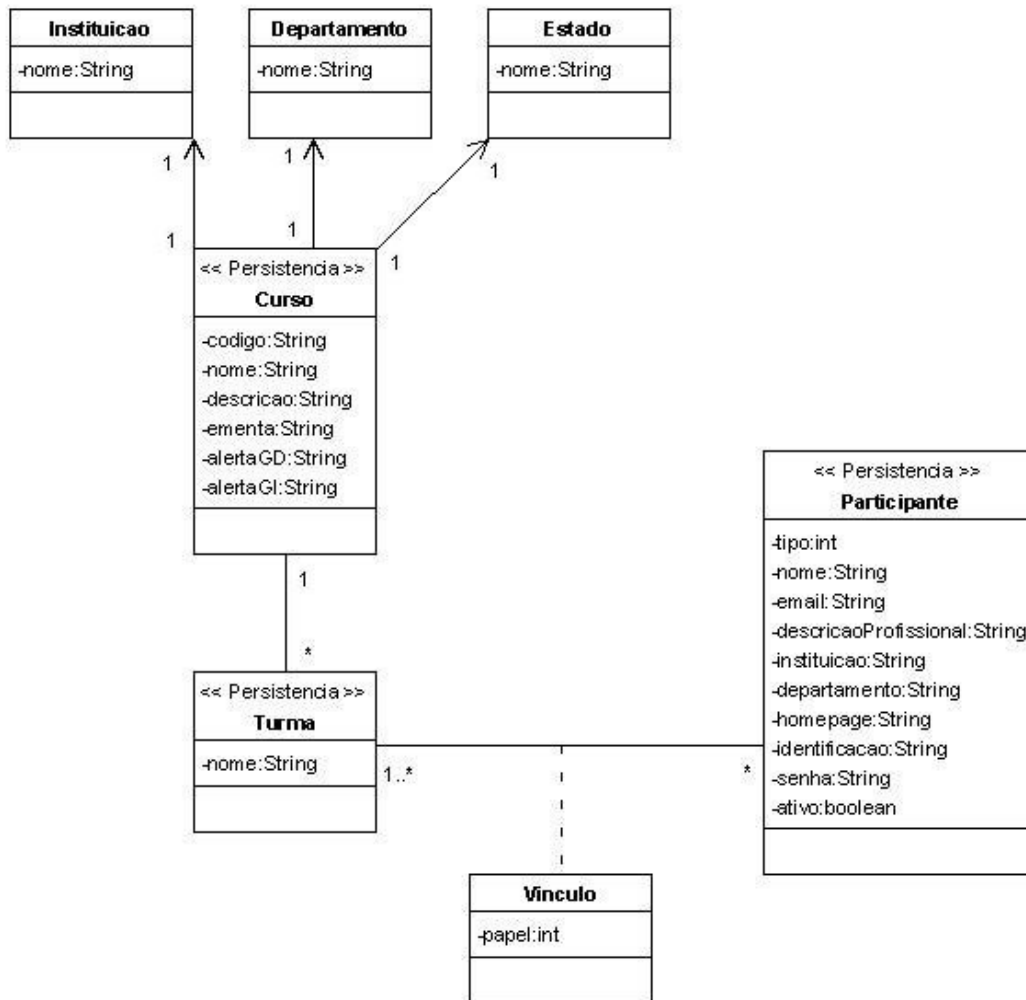 Instituicao
-nome:String
Departamento
-nome:String
Estado
-nome:String
1
1
1
1
1
1
<< Persistencia >>
Curso
-codigo:String
-nome:String
-descricao:String
-ementa:String
-alertaGD:String
-alertaGI:String
1
*
<< Persistencia >>
Turma
-nome:String
1..*
*
<< Persistencia >>
Participante
-tipo:int
-nome:String
-email:String
-descricaoProfissional:String
-instituicao:String
-departamento:String
-homepage:String
-identificacao:String
-senha:String
-ativo:boolean
Vinculo
-papel:int